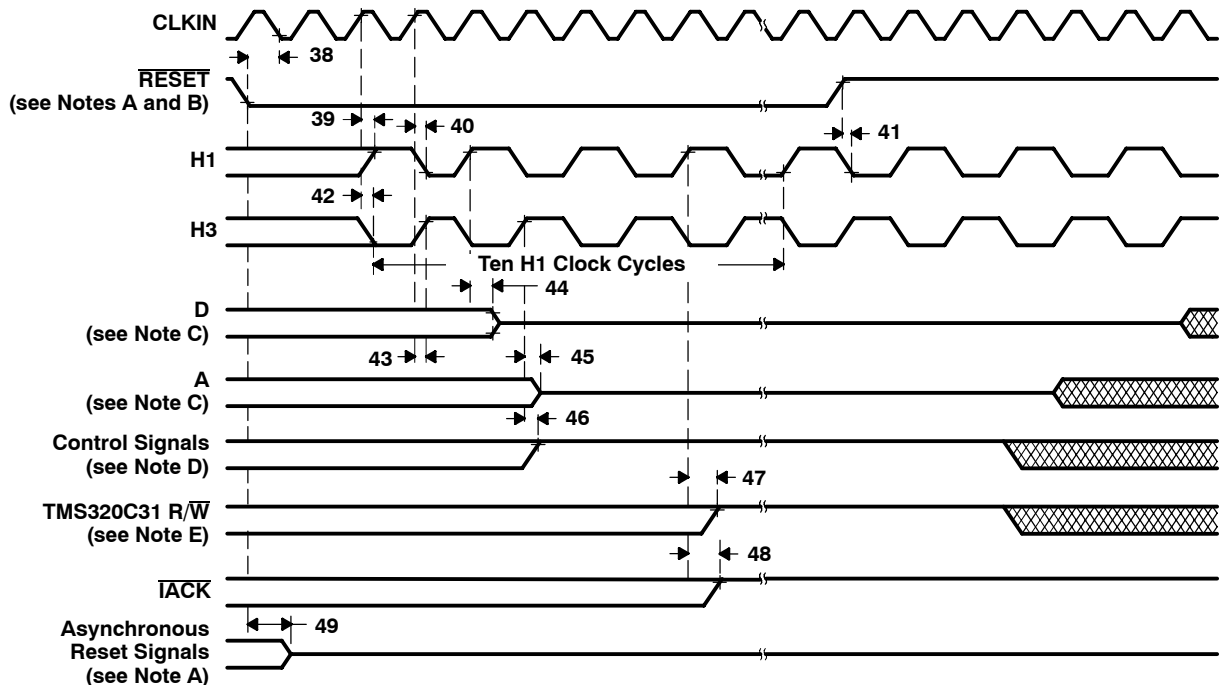 CLKIN
38
RESET
(see Notes A and B)
39
40
41
H1
42
H3
Ten H1 Clock Cycles
44
D
(see Note C)
43
45
A
(see Note C)
46
Control Signals
(see Note D)
47
TMS320C31 R/W
(see Note E)
48
IACK
49
Asynchronous
Reset Signals
(see Note A)